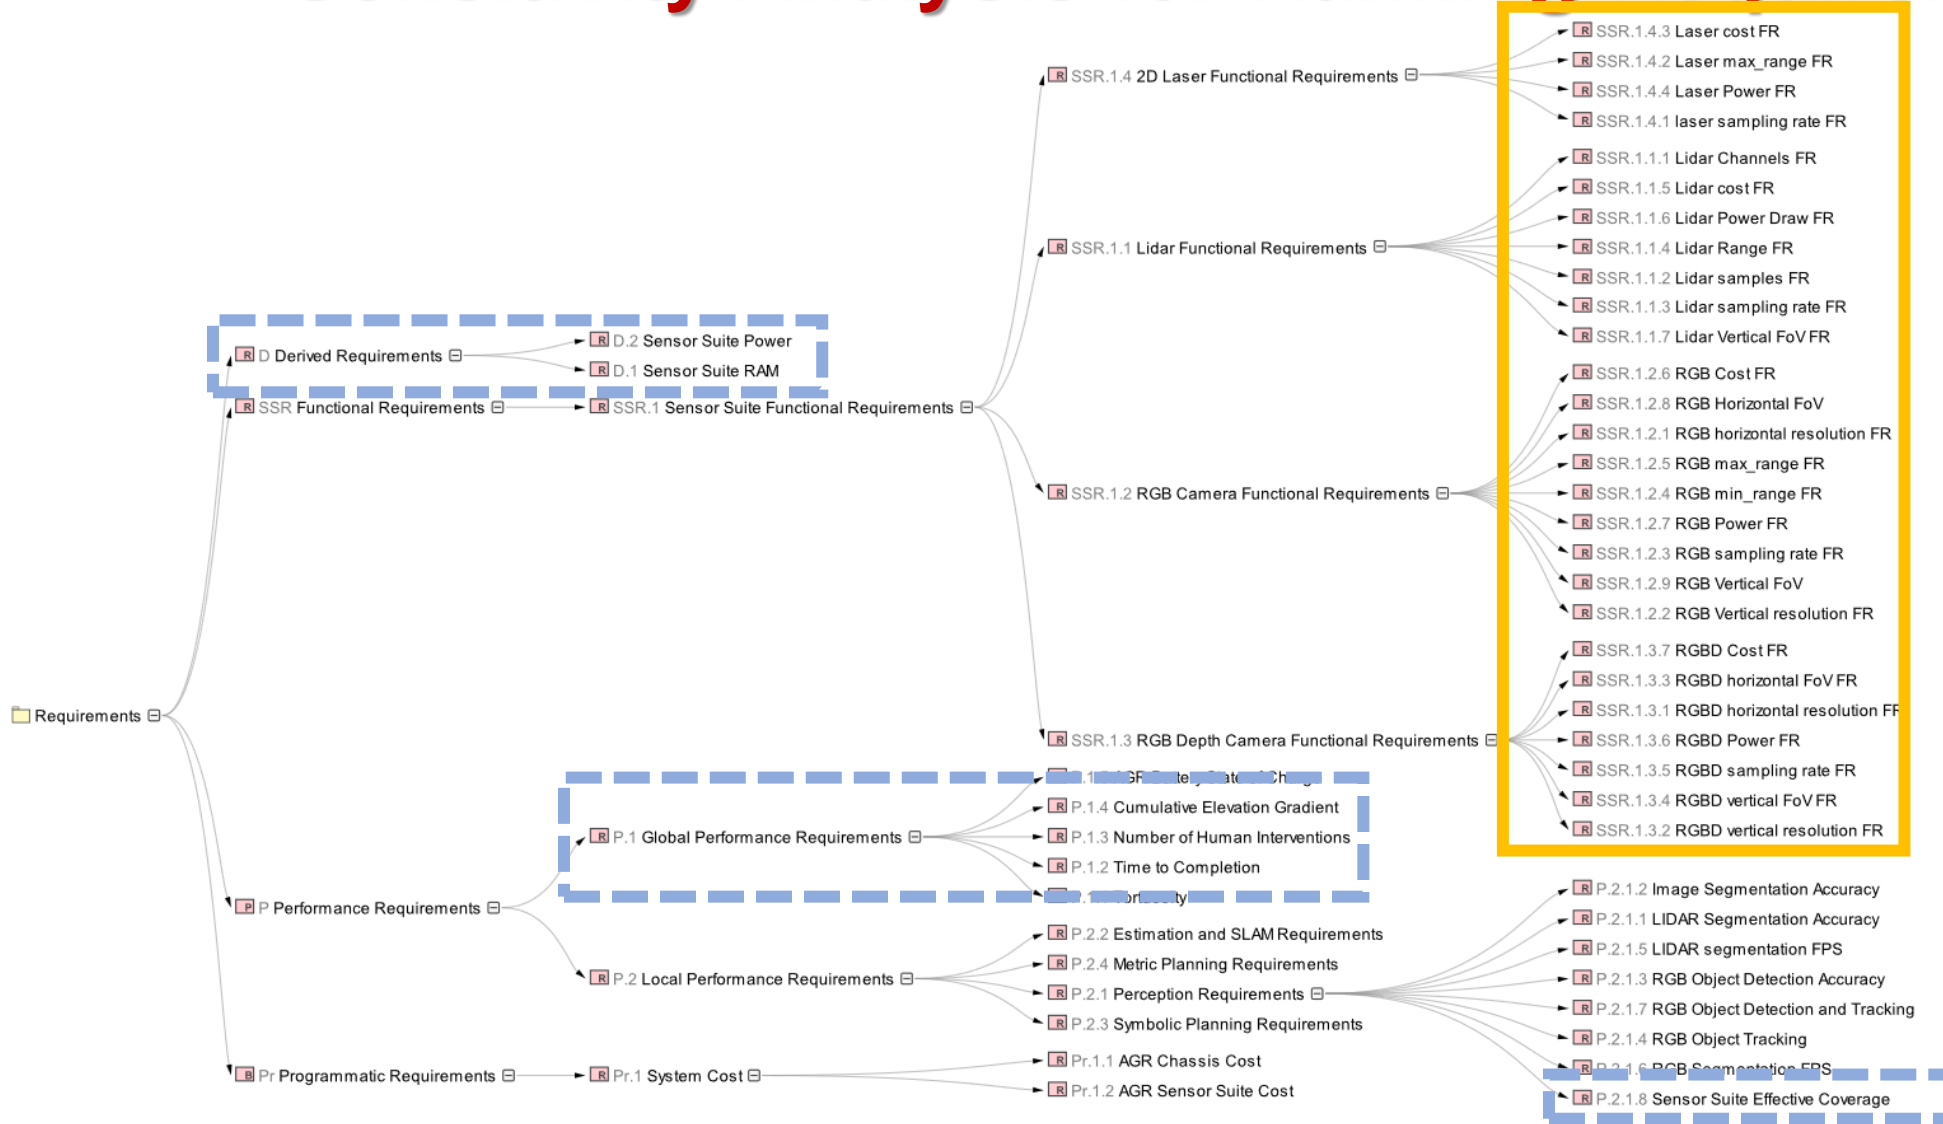 SSR.1.4.3 Laser cost FR
SSR.1.4.2 Laser max_range FR
SSR.1.4 2D Laser Functional Requirements
SSR.1.4.4 Laser Power FR
SSR.1.4.1 laser sampling rate FR
SSR.1.1.1 Lidar Channels FR
SSR.1.1.5 Lidar cost FR
SSR.1.1.6 Lidar Power Draw FR
SSR.1.1 Lidar Functional Requirements
SSR.1.1.4 Lidar Range FR
SSR.1.1.2 Lidar samples FR
SSR.1.1.3 Lidar sampling rate FR
SSR.1.1.7 Lidar Vertical FoV FR
D Derived Requirements
D.2 Sensor Suite Power
D.1 Sensor Suite RAM
SSR Functional Requirements
SSR.1 Sensor Suite Functional Requirements
SSR.1.2.6 RGB Cost FR
SSR.1.2.8 RGB Horizontal FoV
SSR.1.2.1 RGB horizontal resolution FR
SSR.1.2.5 RGB max_range FR
SSR.1.2 RGB Camera Functional Requirements
SSR.1.2.4 RGB min_range FR
SSR.1.2.7 RGB Power FR
SSR.1.2.3 RGB sampling rate FR
SSR.1.2.9 RGB Vertical FoV
SSR.1.2.2 RGB Vertical resolution FR
SSR.1.3.7 RGBD Cost FR
SSR.1.3.3 RGBD horizontal FoV FR
SSR.1.3.1 RGBD horizontal resolution FR
SSR.1.3 RGB Depth Camera Functional Requirements
SSR.1.3.6 RGBD Power FR
SSR.1.3.5 RGBD sampling rate FR
SSR.1.3.4 RGBD vertical FoV FR
SSR.1.3.2 RGBD vertical resolution FR
Requirements
AGR Battery State of Charge
P.1.4 Cumulative Elevation Gradient
P.1 Global Performance Requirements
P.1.3 Number of Human Interventions
P.1.2 Time to Completion
Tortuosity
P Performance Requirements
P.2.2 Estimation and SLAM Requirements
P.2.4 Metric Planning Requirements
P.2 Local Performance Requirements
P.2.1 Perception Requirements
P.2.3 Symbolic Planning Requirements
P.2.1.2 Image Segmentation Accuracy
P.2.1.1 LIDAR Segmentation Accuracy
P.2.1.5 LIDAR segmentation FPS
P.2.1.3 RGB Object Detection Accuracy
P.2.1.7 RGB Object Detection and Tracking
P.2.1.4 RGB Object Tracking
P.2.1.6 RGB Segmentation FPS
P.2.1.8 Sensor Suite Effective Coverage
Pr Programmatic Requirements
Pr.1 System Cost
Pr.1.1 AGR Chassis Cost
Pr.1.2 AGR Sensor Suite Cost